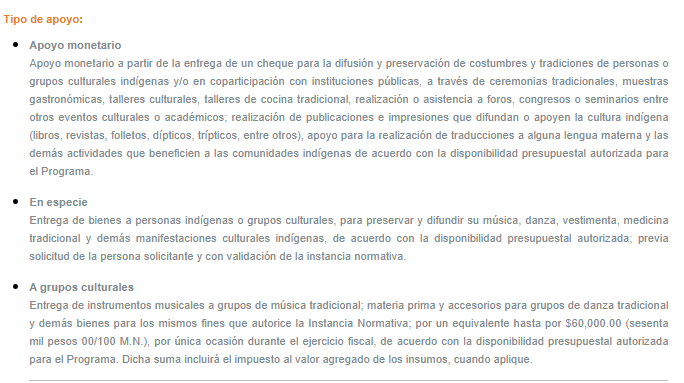 Tipo de apoyo:
Apoyo monetario
Apoyo monetario a partir de la entrega de un cheque para la difusión y preservación de costumbres y tradiciones de personas o
grupos culturales indígenas y/o en coparticipación con instituciones públicas, a través de ceremonias tradicionales, muestras
gastronómicas, talleres culturales, talleres de cocina tradicional, realización o asistencia a foros, congresos o seminarios entre
otros eventos culturales o académicos; realización de publicaciones e impresiones que difundan o apoyen la cultura indígena
(libros, revistas, folletos, dípticos, trípticos, entre otros), apoyo para la realización de traducciones a alguna lengua materna y las
demás actividades que beneficien a las comunidades indígenas de acuerdo con la disponibilidad presupuestal autorizada para
el Programa.
En especie
Entrega de bienes a personas indígenas o grupos culturales, para preservar y difundir su música, danza, vestimenta, medicina
tradicional y demás manifestaciones culturales indígenas, de acuerdo con la disponibilidad presupuestal autorizada; previa
solicitud de la persona solicitante y con validación de la instancia normativa.
A grupos culturales
Entrega de instrumentos musicales a grupos de música tradicional; materia prima y accesorios para grupos de danza tradicional
y demás bienes para los mismos fines que autorice la Instancia Normativa; por un equivalente hasta por $60,000.00 (sesenta
mil pesos 00/100 M.N.), por única ocasión durante el ejercicio fiscal, de acuerdo con la disponibilidad presupuestal autorizada
para el Programa. Dicha suma incluirá el impuesto al valor agregado de los insumos, cuando aplique.